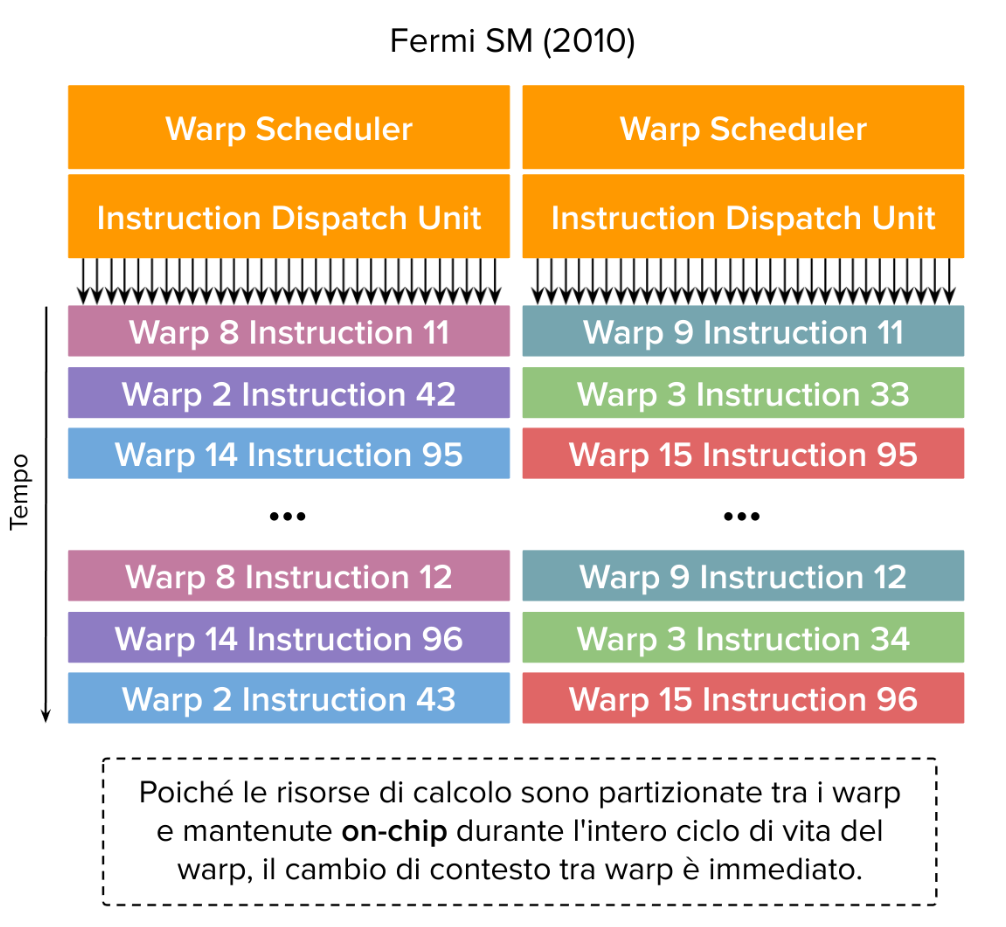 Fermi SM (2010)
Warp Scheduler
Warp Scheduler
Instruction Dispatch Unit
Instruction Dispatch Unit
Tempo
Warp 8 Instruction 11
Warp 9 Instruction 11
Warp 2 Instruction 42
Warp 3 Instruction 33
Warp 14 Instruction 95
Warp 15 Instruction 95
...
...
Warp 8 Instruction 12
Warp 9 Instruction 12
Warp 14 Instruction 96
Warp 3 Instruction 34
Warp 2 Instruction 43
Warp 15 Instruction 96
Poiché le risorse di calcolo sono partizionate tra i warp
e mantenute on-chip durante l'intero ciclo di vita del
warp, il cambio di contesto tra warp è immediato.